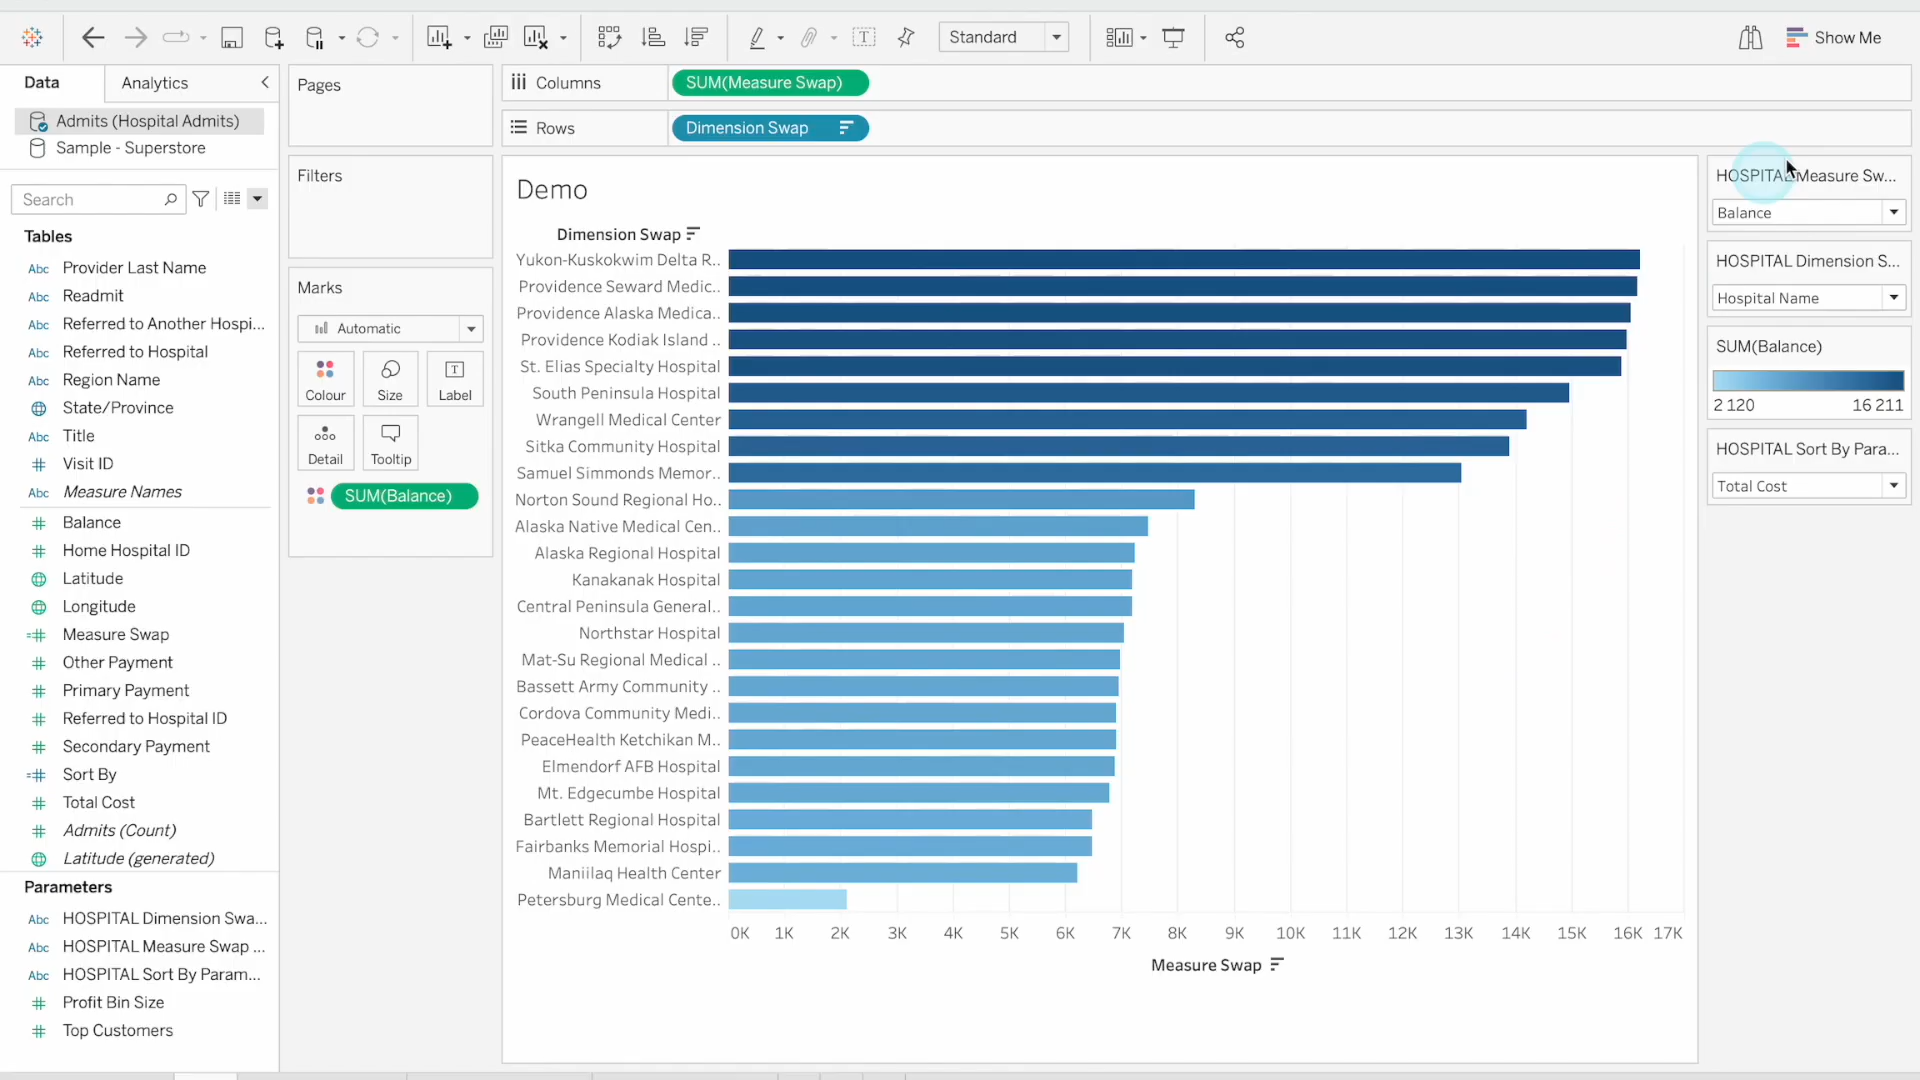 Standard
Show Me
Data
Analytics
Admits (Hospital Admits)
Sample - Superstore
Search
Tables
Abc Provider Last Name
Abc Readmit
Abc Referred to Another Hospi...
Abc Referred to Hospital
Abc Region Name
State/Province
Abc Title
# Visit ID
Abc Measure Names
# Balance
# Home Hospital ID
Latitude
Longitude
=# Measure Swap
# Other Payment
# Primary Payment
# Referred to Hospital ID
# Secondary Payment
=# Sort By
# Total Cost
# Admits (Count)
Latitude (generated)
Parameters
Abc HOSPITAL Dimension Swa...
Abc HOSPITAL Measure Swap ...
Abc HOSPITAL Sort By Param...
# Profit Bin Size
# Top Customers
Pages
Filters
Marks
Automatic
Colour Size Label
Detail Tooltip
SUM(Balance)
Columns SUM(Measure Swap)
Rows Dimension Swap
Demo
Dimension Swap
Yukon-Kuskokwim Delta R..
Providence Seward Medic..
Providence Alaska Medica..
Providence Kodiak Island ..
St. Elias Specialty Hospital
South Peninsula Hospital
Wrangell Medical Center
Sitka Community Hospital
Samuel Simmonds Memor..
Norton Sound Regional Ho..
Alaska Native Medical Cen..
Alaska Regional Hospital
Kanakanak Hospital
Central Peninsula General..
Northstar Hospital
Mat-Su Regional Medical ..
Bassett Army Community ..
Cordova Community Medi..
PeaceHealth Ketchikan M..
Elmendorf AFB Hospital
Mt. Edgecumbe Hospital
Bartlett Regional Hospital
Fairbanks Memorial Hospi..
Maniilaq Health Center
Petersburg Medical Cente..
0K 1K 2K 3K 4K 5K 6K 7K 8K 9K 10K 11K 12K 13K 14K 15K 16K 17K
Measure Swap
HOSPITAL Measure Sw...
Balance
HOSPITAL Dimension S...
Hospital Name
SUM(Balance)
2 120 16 211
HOSPITAL Sort By Para...
Total Cost